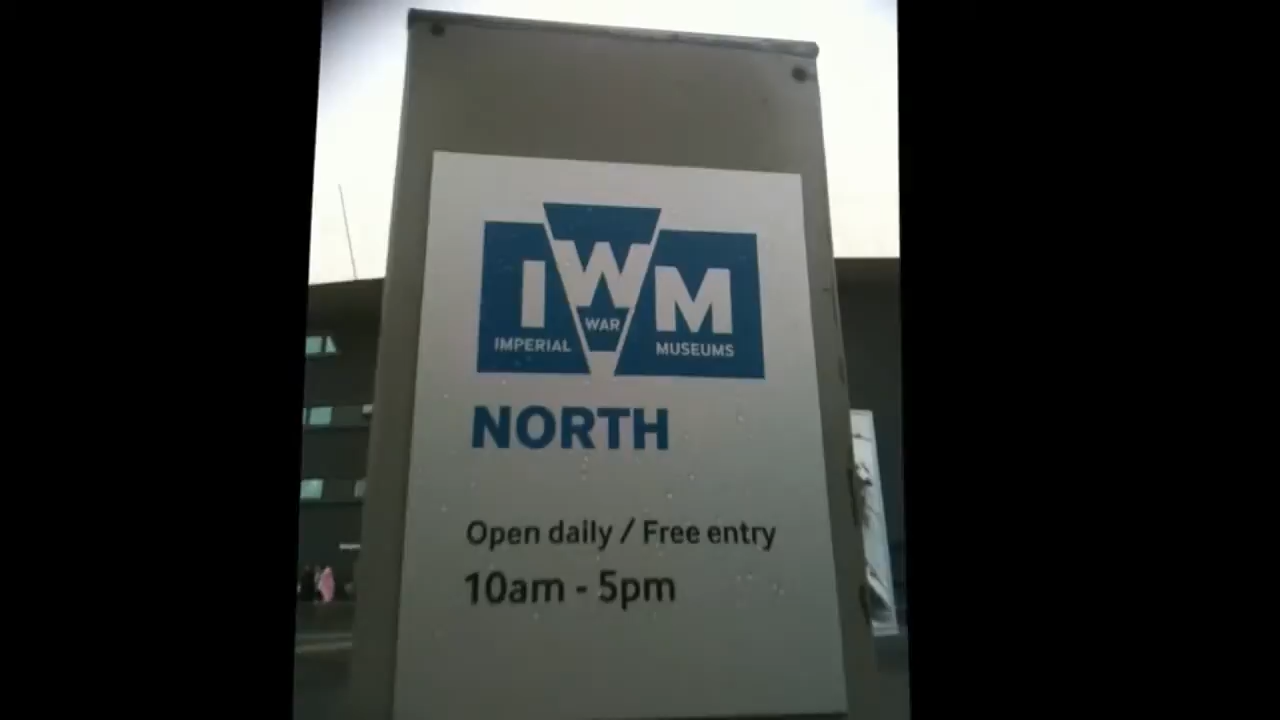 IWM
IMPERIAL WAR MUSEUMS
NORTH
Open daily / Free entry
10am - 5pm